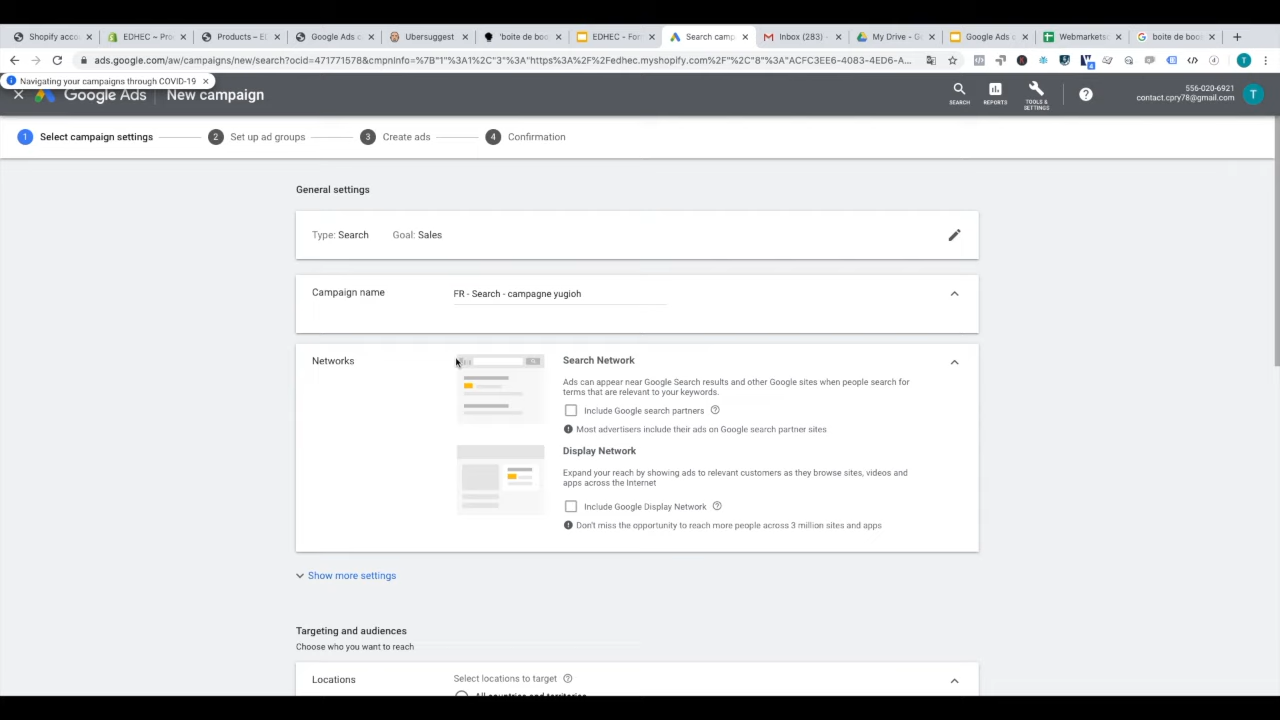 Shopify acco
EDHEC ~ Pro
Products ~ E
Google Ads o
Ubersuggest
'boite de boo
EDHEC - For
Search camp
Inbox (283) -
My Drive - G
Google Ads o
Webmarketi
boite de boos
ads.google.com/aw/campaigns/new/search?ocid=471771578&cmpnInfo=%7B"1"%3A1%2C"3"%3A"https%3A%2F%2Fedhec.myshopify.com%2F"%2C"8"%3A"ACFC3EE6-4083-4ED6-A...
Navigating your campaigns through COVID-19
Google Ads
New campaign
SEARCH
REPORTS
TOOLS &
SETTINGS
556-020-6921
contact.cpry78@gmail.com
T
1 Select campaign settings
2 Set up ad groups
3 Create ads
4 Confirmation
General settings
Type: Search Goal: Sales
Campaign name
FR - Search - campagne yugioh
Networks
Search Network
Ads can appear near Google Search results and other Google sites when people search for
terms that are relevant to your keywords.
Include Google search partners
Most advertisers include their ads on Google search partner sites
Display Network
Expand your reach by showing ads to relevant customers as they browse sites, videos and
apps across the Internet
Include Google Display Network
Don't miss the opportunity to reach more people across 3 million sites and apps
Show more settings
Targeting and audiences
Choose who you want to reach
Locations
Select locations to target
All countries and territories